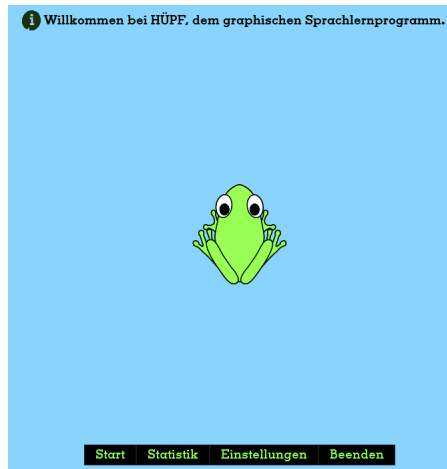 i Willkommen bei HÜPF, dem graphischen Sprachlernprogramm.
Start Statistik Einstellungen Beenden